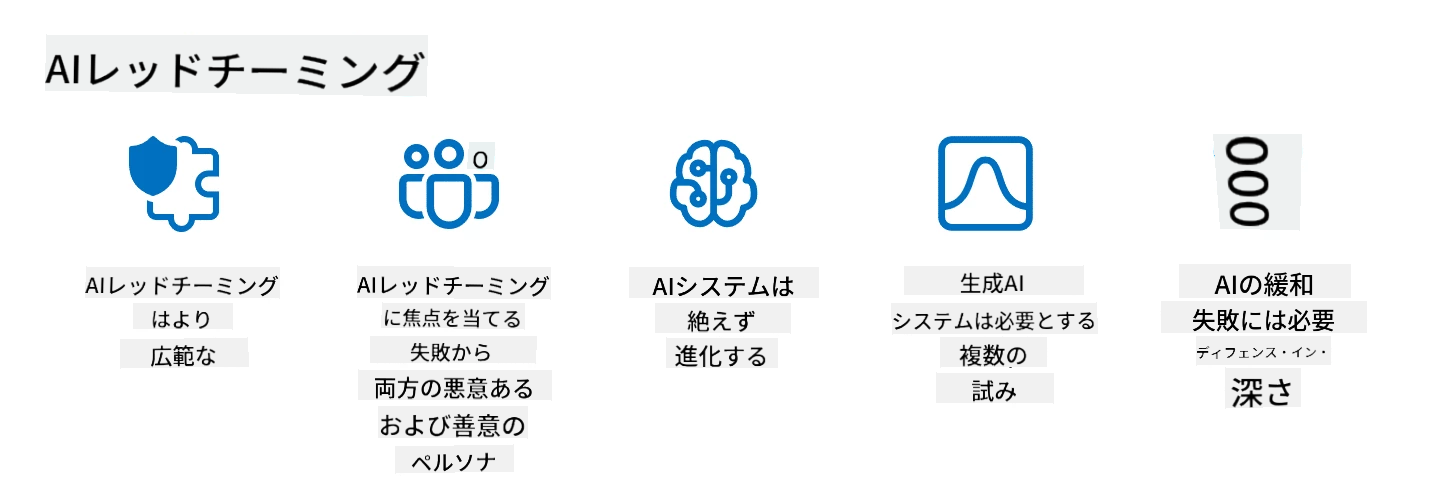 AIレッドチーミング
o
000
AIレッドチーミング
はより
広範な
AIレッドチーミング
に焦点を当てる
失敗から
両方の悪意ある
および善意の
ペルソナ
AIシステムは
絶えず
進化する
生成AI
システムは必要とする
複数の
試み
AIの緩和
失敗には必要
ディフェンス・イン・
深さ